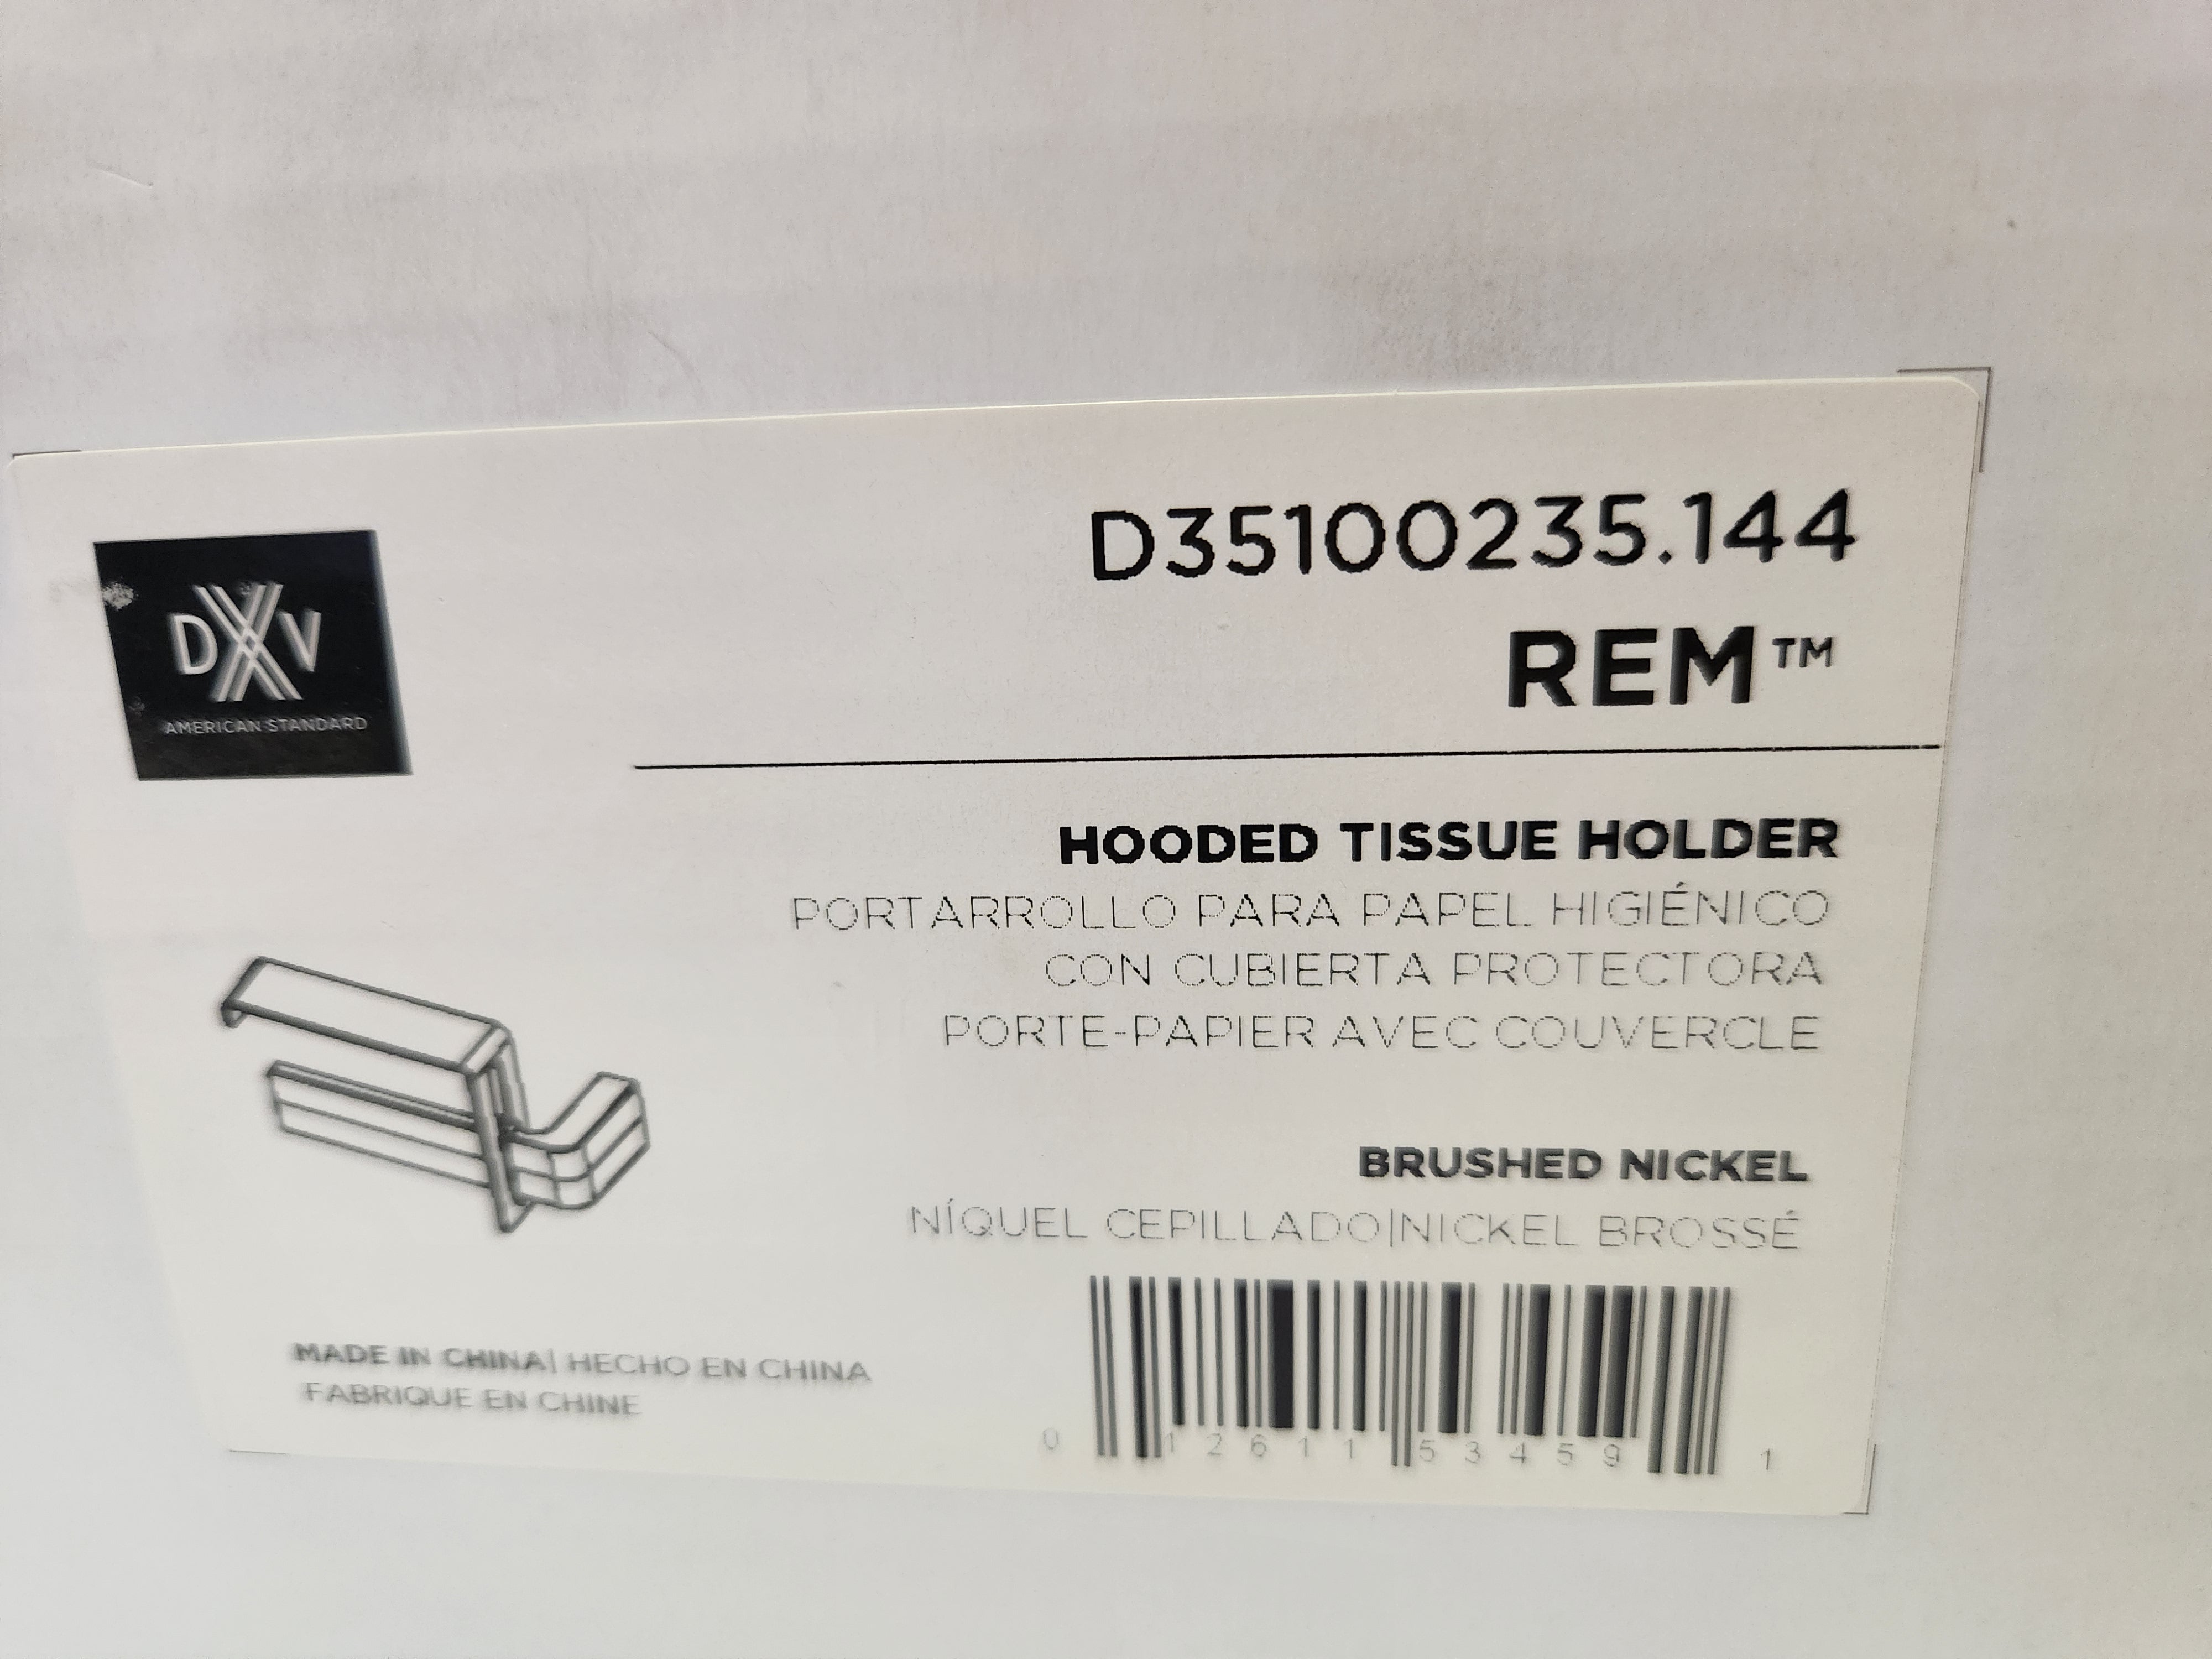 D35100235.144
REM™
DXV
AMERICAN STANDARD
HOODED TISSUE HOLDER
PORTARROLLO PARA PAPEL HIGIÉNICO
CON CUBIERTA PROTECTORA
PORTE-PAPIER AVEC COUVERCLE
BRUSHED NICKEL
NÍQUEL CEPILLADO|NICKEL BROSSÉ
MADE IN CHINA| HECHO EN CHINA
FABRIQUE EN CHINE
0 12611 53459 1